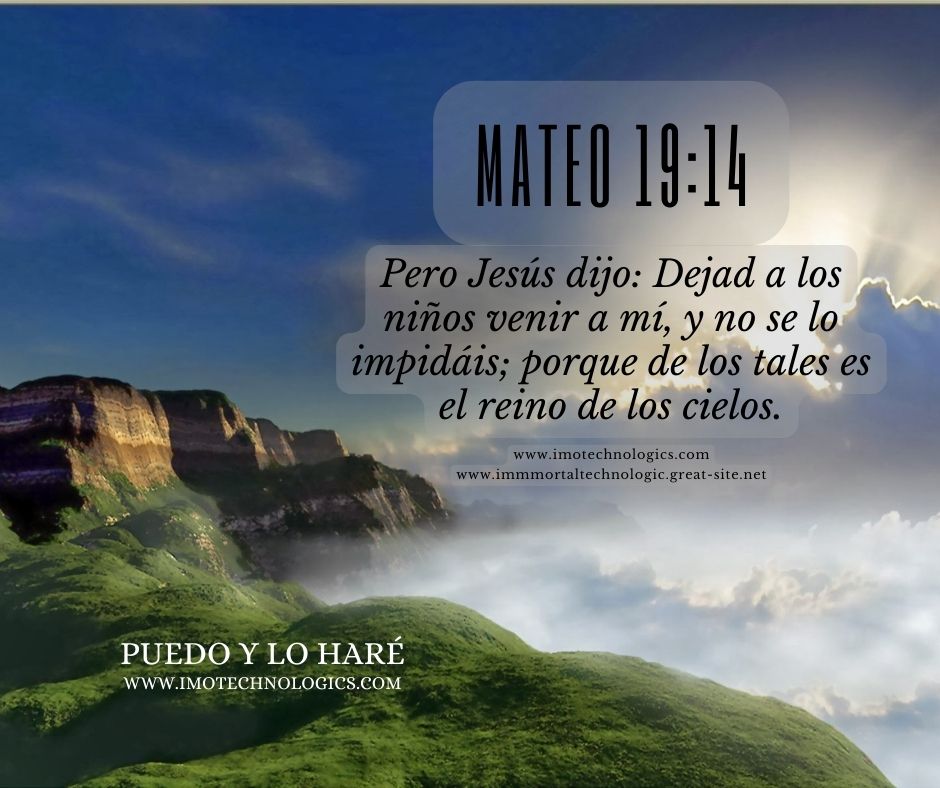 MATEO 19:14
Pero Jesús dijo: Dejad a los
niños venir a mí, y no se lo
impidáis; porque de los tales es
el reino de los cielos.
www.imotechnologics.com
www.immmortaltechnologic.great-site.net
PUEDO Y LO HARÉ
WWW.IMOTECHNOLOGICS.COM